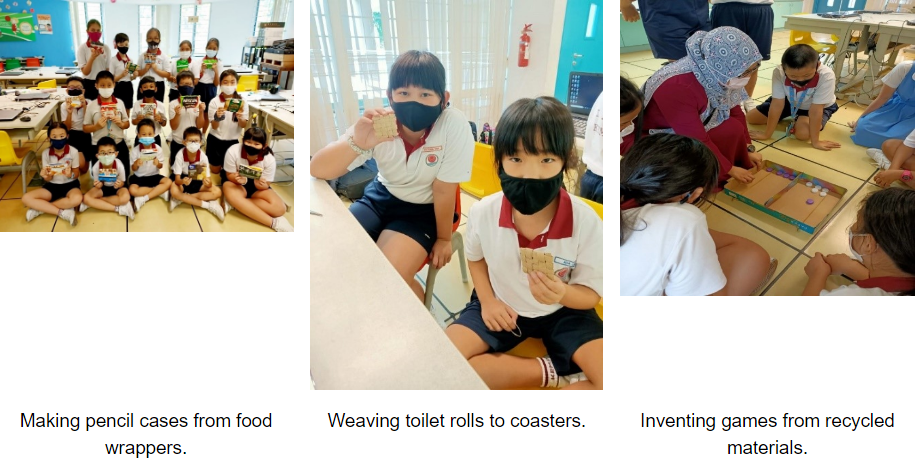 Making pencil cases from food
wrappers.
Weaving toilet rolls to coasters.
Inventing games from recycled
materials.